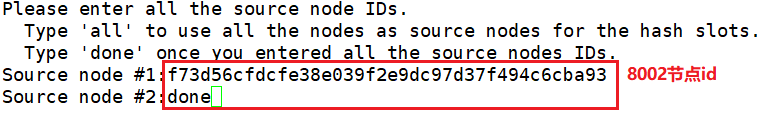 Please enter all the source node IDs.
  Type 'all' to use all the nodes as source nodes for the hash slots.
  Type 'done' once you entered all the source nodes IDs.
Source node #1:f73d56cfdcfe38e039f2e9dc97d37f494c6cba93 8002节点id
Source node #2:done